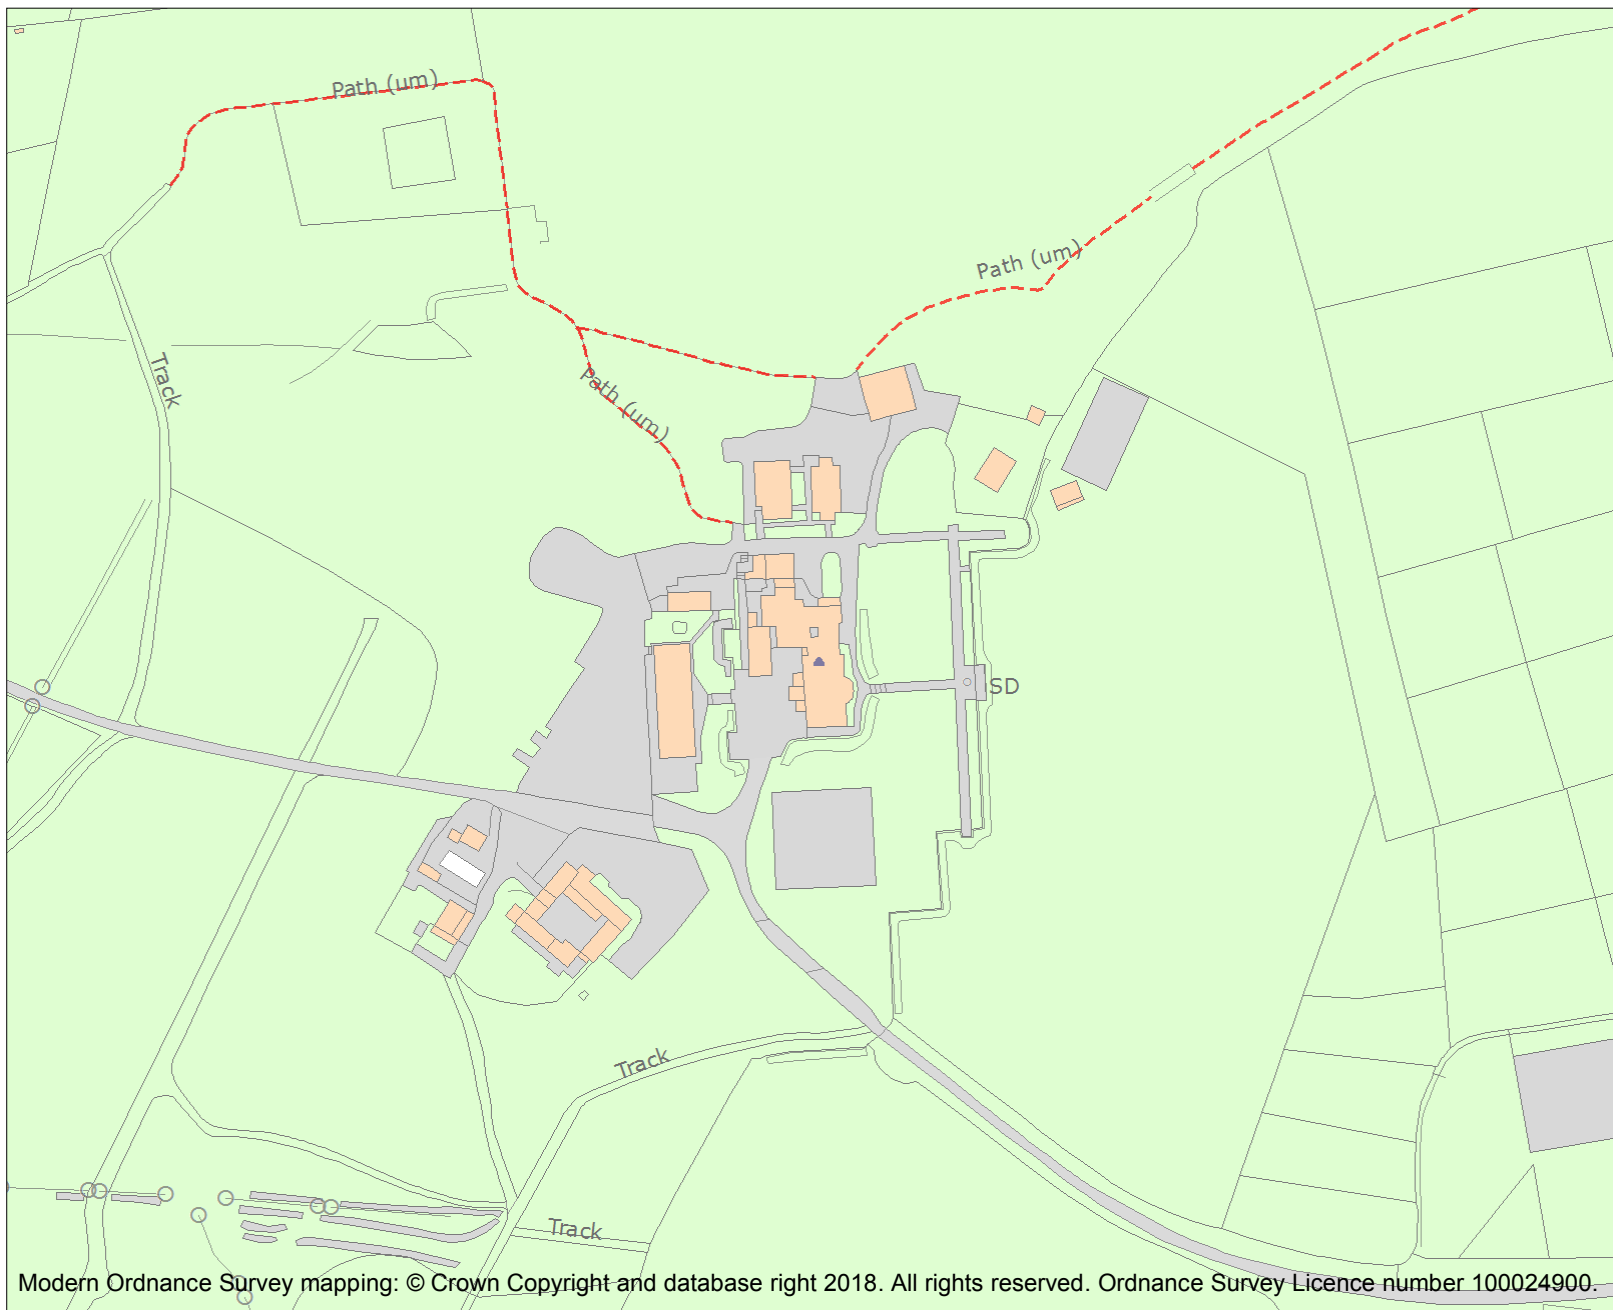 Path (um)
Path (um)
Track
Path (um)
SD
Track
Track
Modern Ordnance Survey mapping: © Crown Copyright and database right 2018. All rights reserved. Ordnance Survey Licence number 100024900.